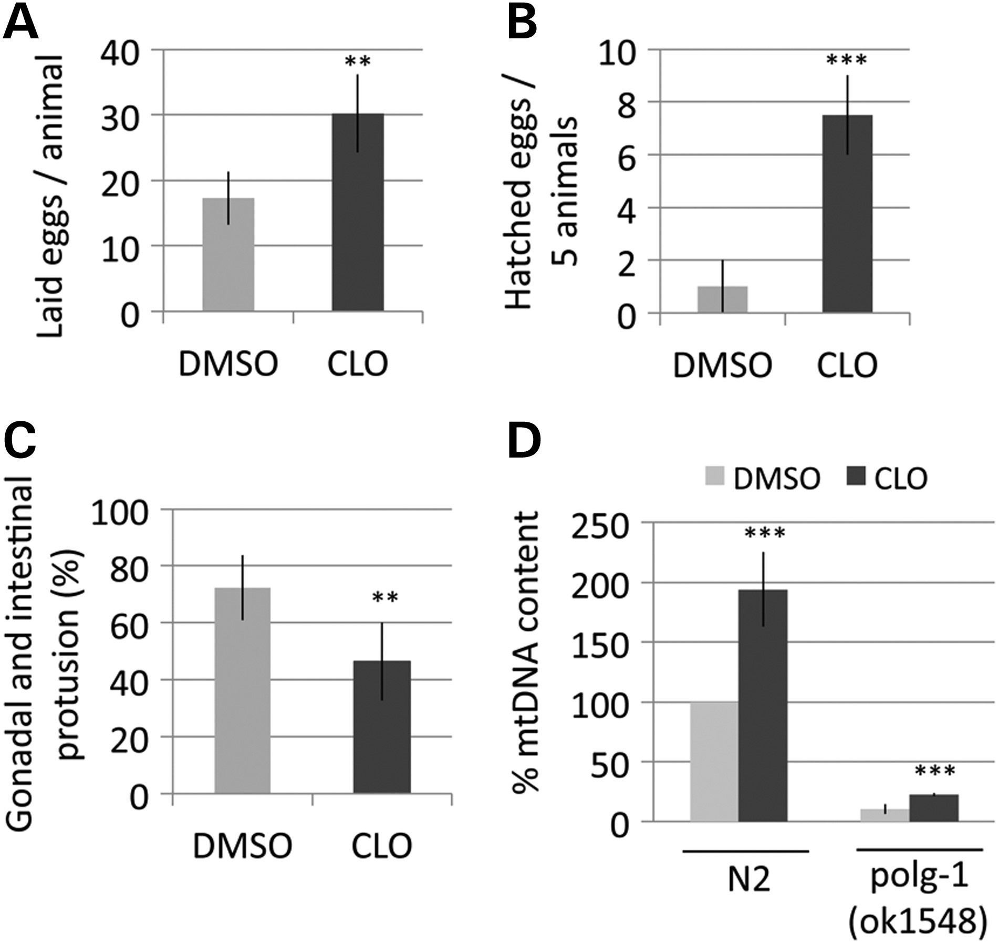 A
Laid eggs / animal
40
30
20
10
0
**
DMSO CLO
B
Hatched eggs /
5 animals
10
8
6
4
2
0
***
DMSO CLO
C
Gonadal and intestinal
protusion (%)
100
80
60
40
20
0
**
DMSO CLO
D
DMSO CLO
% mtDNA content
250
200
150
100
50
0
***
***
N2
polg-1
(ok1548)